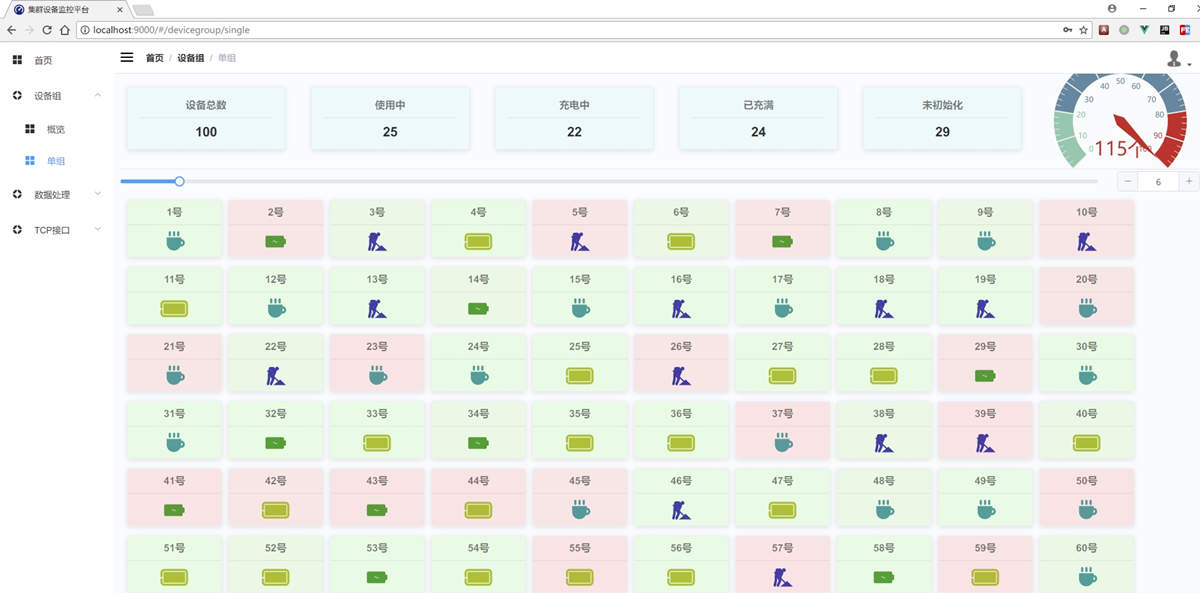 集群设备监控平台
localhost:9000/#/devicegroup/single
首页
设备组
概览
单组
数据处理
TCP接口
首页 / 设备组 / 单组
设备总数
100
使用中
25
充电中
22
已充满
24
未初始化
29
0
10
20
30
40
50
60
70
80
90
100
115个
6
1号 2号 3号 4号 5号 6号 7号 8号 9号 10号
11号 12号 13号 14号 15号 16号 17号 18号 19号 20号
21号 22号 23号 24号 25号 26号 27号 28号 29号 30号
31号 32号 33号 34号 35号 36号 37号 38号 39号 40号
41号 42号 43号 44号 45号 46号 47号 48号 49号 50号
51号 52号 53号 54号 55号 56号 57号 58号 59号 60号